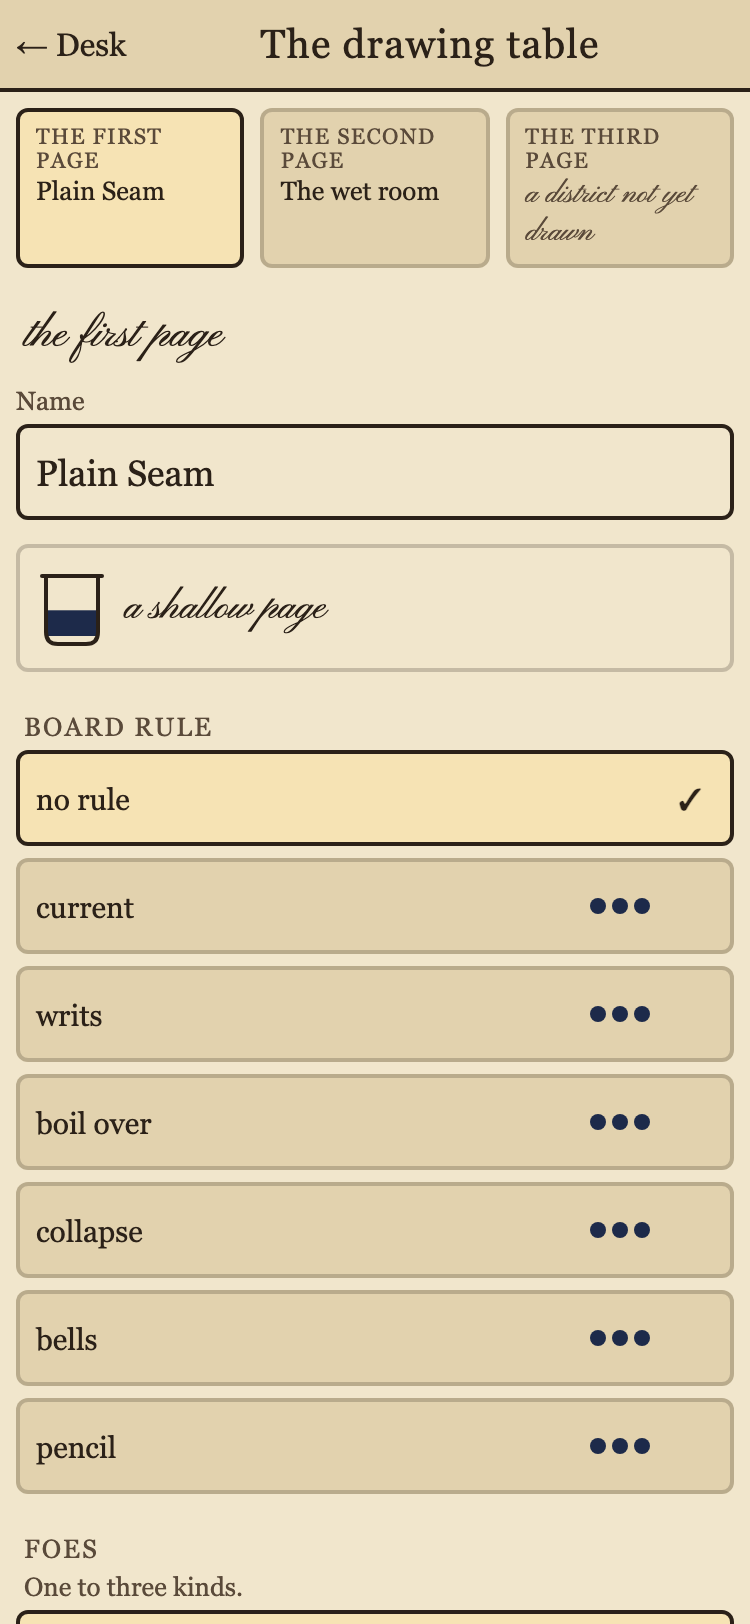 ← Desk
The drawing table
THE FIRST
PAGE
Plain Seam
THE SECOND
PAGE
The wet room
THE THIRD
PAGE
a district not yet
drawn
the first page
Name
Plain Seam
a shallow page
BOARD RULE
no rule ✓
current
writs
boil over
collapse
bells
pencil
FOES
One to three kinds.